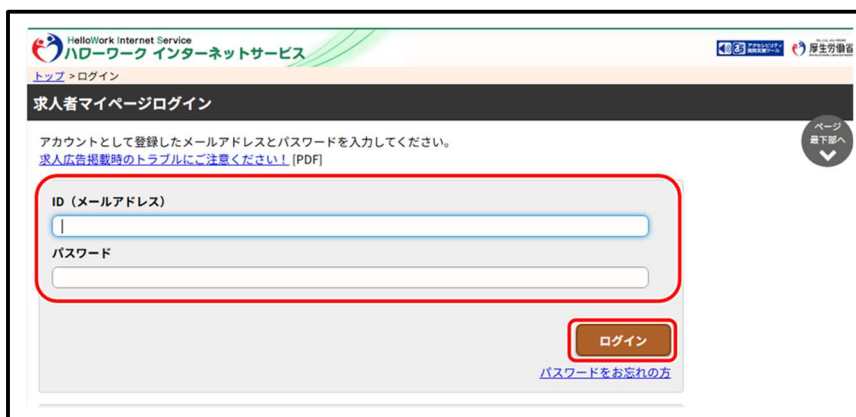 HelloWork Internet Service
ハローワーク インターネットサービス
厚生労働省
トップ > ログイン
求人者マイページログイン
ページ
最下部へ
アカウントとして登録したメールアドレスとパスワードを入力してください。
求人広告掲載時のトラブルにご注意ください！ [PDF]
ID（メールアドレス）
パスワード
ログイン
パスワードをお忘れの方